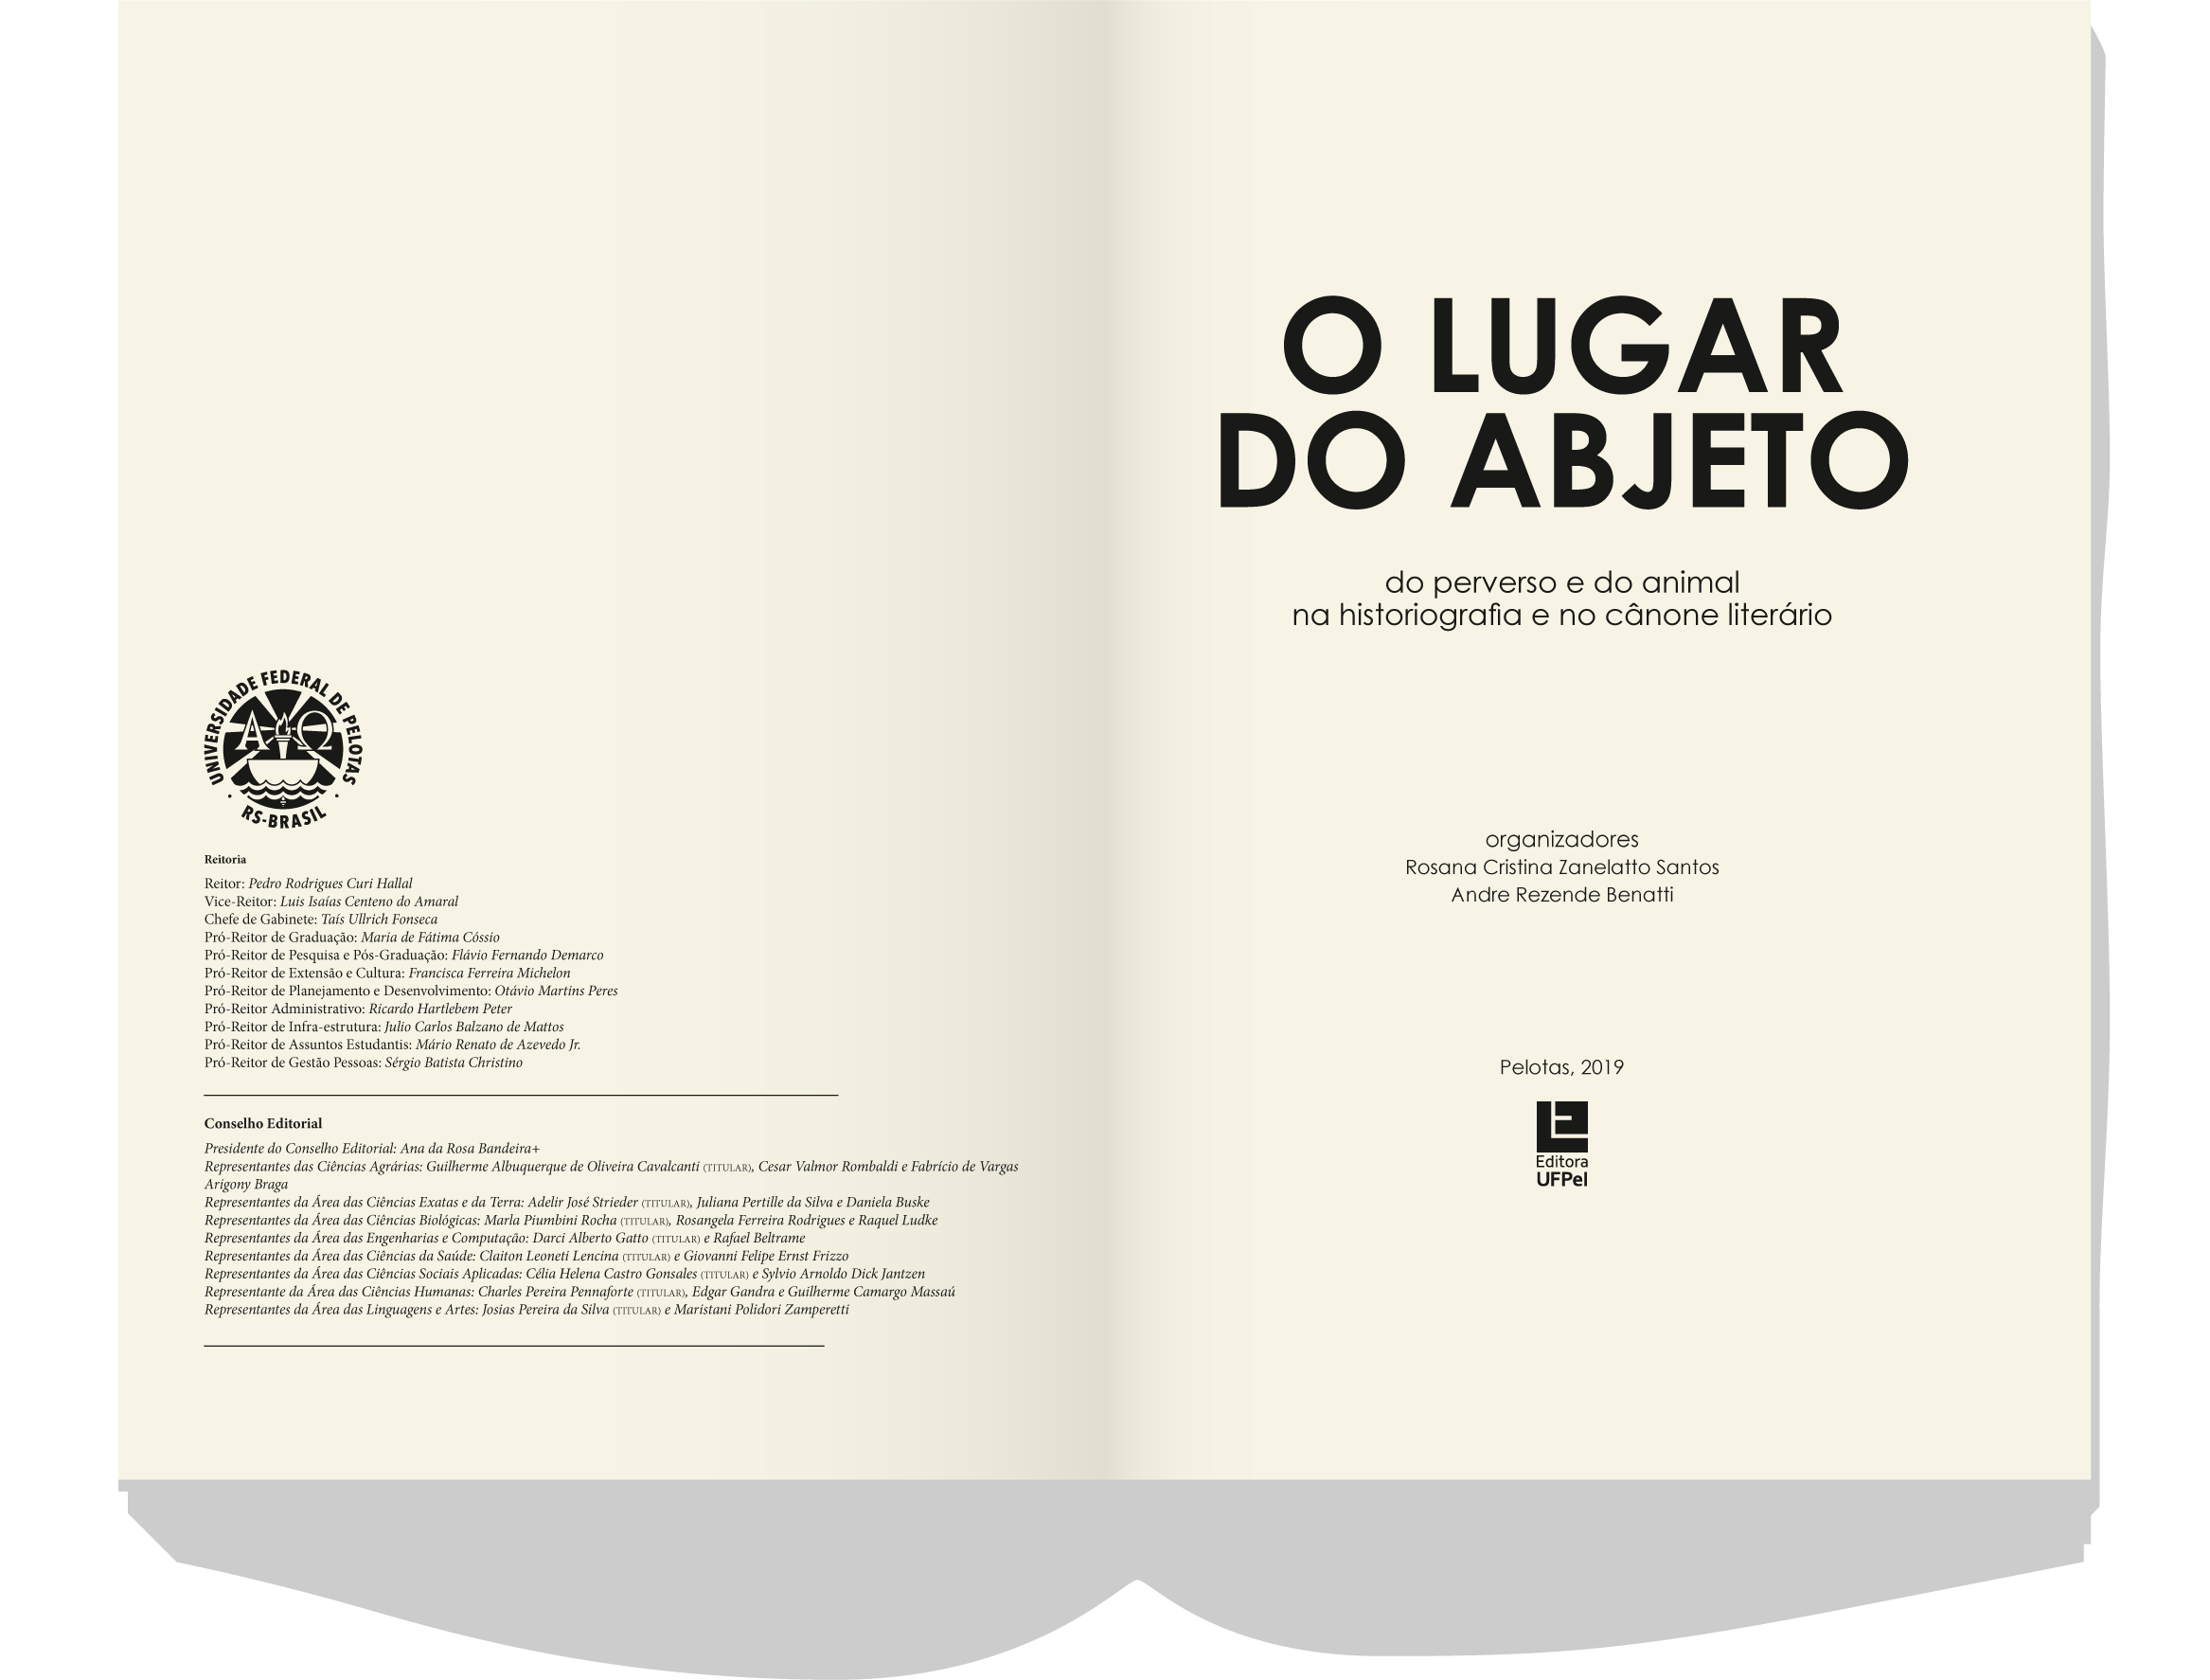 UNIVERSIDADE FEDERAL DE PELOTAS
ΑΩ
RS-BRASIL
Reitoria
Reitor: Pedro Rodrigues Curi Hallal
Vice-Reitor: Luis Isaías Centeno do Amaral
Chefe de Gabinete: Taís Ullrich Fonseca
Pró-Reitor de Graduação: Maria de Fátima Cóssio
Pró-Reitor de Pesquisa e Pós-Graduação: Flávio Fernando Demarco
Pró-Reitor de Extensão e Cultura: Francisca Ferreira Michelon
Pró-Reitor de Planejamento e Desenvolvimento: Otávio Martins Peres
Pró-Reitor Administrativo: Ricardo Hartlebem Peter
Pró-Reitor de Infra-estrutura: Julio Carlos Balzano de Mattos
Pró-Reitor de Assuntos Estudantis: Mário Renato de Azevedo Jr.
Pró-Reitor de Gestão Pessoas: Sérgio Batista Christino
Conselho Editorial
Presidente do Conselho Editorial: Ana da Rosa Bandeira+
Representantes das Ciências Agrárias: Guilherme Albuquerque de Oliveira Cavalcanti (TITULAR), Cesar Valmor Rombaldi e Fabrício de Vargas
Arigony Braga
Representantes da Área das Ciências Exatas e da Terra: Adelir José Strieder (TITULAR), Juliana Pertille da Silva e Daniela Buske
Representantes da Área das Ciências Biológicas: Marla Piumbini Rocha (TITULAR), Rosangela Ferreira Rodrigues e Raquel Ludke
Representantes da Área das Engenharias e Computação: Darci Alberto Gatto (TITULAR) e Rafael Beltrame
Representantes da Área das Ciências da Saúde: Claiton Leoneti Lencina (TITULAR) e Giovanni Felipe Ernst Frizzo
Representantes da Área das Ciências Sociais Aplicadas: Célia Helena Castro Gonsales (TITULAR) e Sylvio Arnoldo Dick Jantzen
Representante da Área das Ciências Humanas: Charles Pereira Pennaforte (TITULAR), Edgar Gandra e Guilherme Camargo Massaú
Representantes da Área das Linguagens e Artes: Josias Pereira da Silva (TITULAR) e Maristani Polidori Zamperetti
O LUGAR
DO ABJETO
do perverso e do animal
na historiografia e no cânone literário
organizadores
Rosana Cristina Zanelatto Santos
Andre Rezende Benatti
Pelotas, 2019
Editora
UFPel